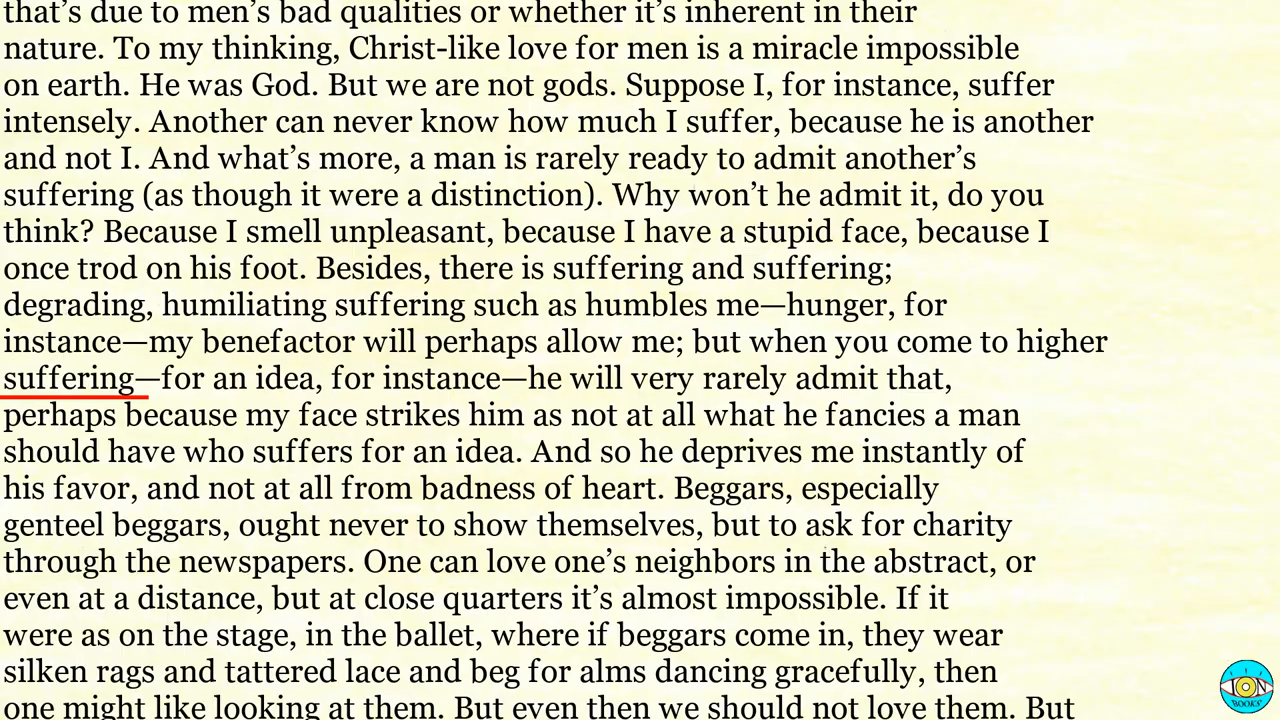 that’s due to men’s bad qualities or whether it’s inherent in their
nature. To my thinking, Christ-like love for men is a miracle impossible
on earth. He was God. But we are not gods. Suppose I, for instance, suffer
intensely. Another can never know how much I suffer, because he is another
and not I. And what’s more, a man is rarely ready to admit another’s
suffering (as though it were a distinction). Why won’t he admit it, do you
think? Because I smell unpleasant, because I have a stupid face, because I
once trod on his foot. Besides, there is suffering and suffering;
degrading, humiliating suffering such as humbles me—hunger, for
instance—my benefactor will perhaps allow me; but when you come to higher
suffering—for an idea, for instance—he will very rarely admit that,
perhaps because my face strikes him as not at all what he fancies a man
should have who suffers for an idea. And so he deprives me instantly of
his favor, and not at all from badness of heart. Beggars, especially
genteel beggars, ought never to show themselves, but to ask for charity
through the newspapers. One can love one’s neighbors in the abstract, or
even at a distance, but at close quarters it’s almost impossible. If it
were as on the stage, in the ballet, where if beggars come in, they wear
silken rags and tattered lace and beg for alms dancing gracefully, then
one might like looking at them. But even then we should not love them. But
ION
BOOKS